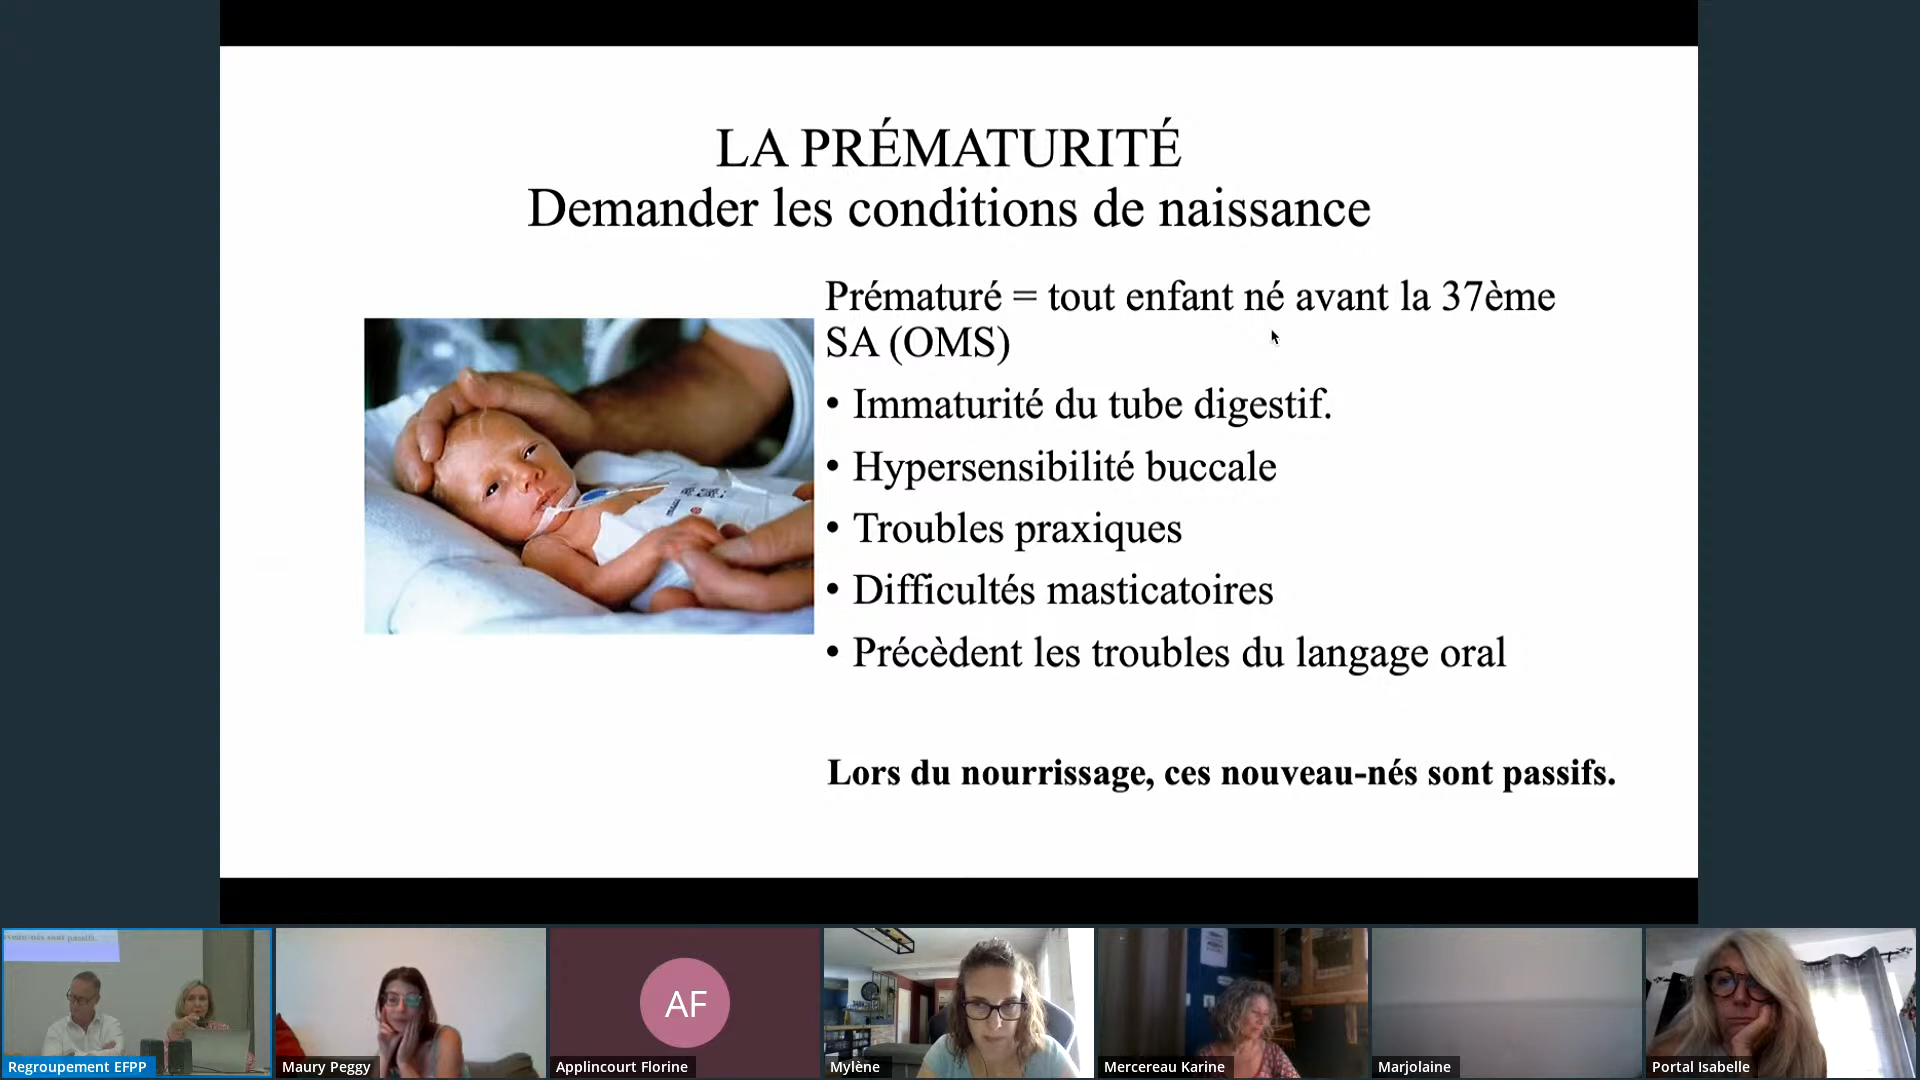 LA PRÉMATURITÉ
Demander les conditions de naissance
Prématuré = tout enfant né avant la 37ème
SA (OMS)
• Immaturité du tube digestif.
• Hypersensibilité buccale
• Troubles praxiques
• Difficultés masticatoires
• Précèdent les troubles du langage oral
Lors du nourrissage, ces nouveau-nés sont passifs.
AF
Regroupement EFPP
Maury Peggy
Applincourt Florine
Mylène
Mercereau Karine
Marjolaine
Portal Isabelle